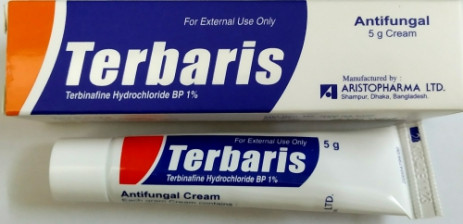 For External Use Only
Terbaris
Terbinafine Hydrochloride BP 1%
Antifungal
5 g Cream
Manufactured by :
ARISTOPHARMA LTD.
Shampur, Dhaka, Bangladesh.
For External Use Only
5 g
Terbaris
Terbinafine Hydrochloride BP 1%
Antifungal Cream
LTD.